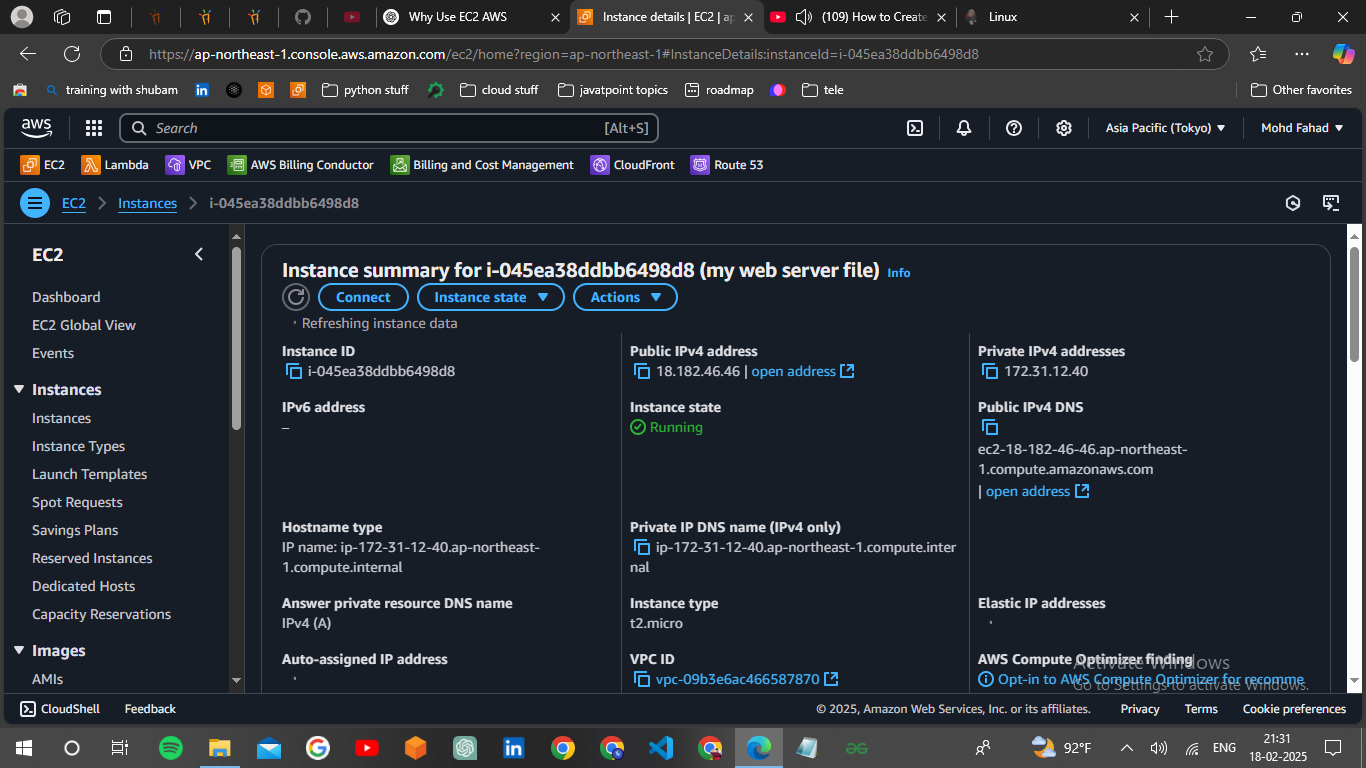 Why Use EC2 AWS
Instance details | EC2 | ap
(109) How to Create
Linux
https://ap-northeast-1.console.aws.amazon.com/ec2/home?region=ap-northeast-1#InstanceDetails:instanceId=i-045ea38ddbb6498d8
training with shubam
python stuff
cloud stuff
javatpoint topics
roadmap
tele
Other favorites
aws
Search
[Alt+S]
Asia Pacific (Tokyo)
Mohd Fahad
EC2
Lambda
VPC
AWS Billing Conductor
Billing and Cost Management
CloudFront
Route 53
EC2
Instances
i-045ea38ddbb6498d8
EC2
Dashboard
EC2 Global View
Events
Instances
Instances
Instance Types
Launch Templates
Spot Requests
Savings Plans
Reserved Instances
Dedicated Hosts
Capacity Reservations
Images
AMIs
Instance summary for i-045ea38ddbb6498d8 (my web server file) Info
Connect
Instance state
Actions
Refreshing instance data
Instance ID
i-045ea38ddbb6498d8
Public IPv4 address
18.182.46.46 | open address
Private IPv4 addresses
172.31.12.40
IPv6 address
–
Instance state
Running
Public IPv4 DNS
ec2-18-182-46-46.ap-northeast-
1.compute.amazonaws.com
| open address
Hostname type
IP name: ip-172-31-12-40.ap-northeast-
1.compute.internal
Private IP DNS name (IPv4 only)
ip-172-31-12-40.ap-northeast-1.compute.inter
nal
Answer private resource DNS name
IPv4 (A)
Instance type
t2.micro
Elastic IP addresses
Auto-assigned IP address
VPC ID
vpc-09b3e6ac466587870
AWS Compute Optimizer finding
Opt-in to AWS Compute Optimizer for recomme
Activate Windows
Go to Settings to activate Windows.
CloudShell
Feedback
© 2025, Amazon Web Services, Inc. or its affiliates.
Privacy
Terms
Cookie preferences
92°F
ENG
21:31
18-02-2025